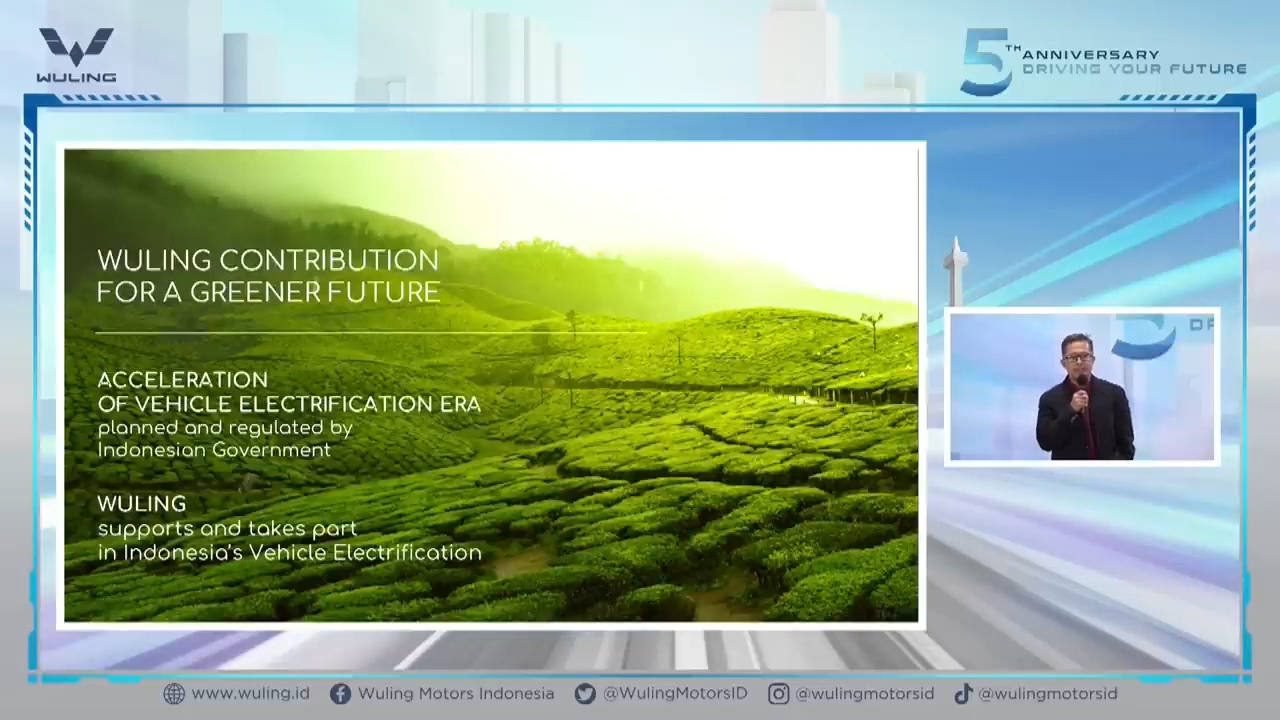 WULING
5TH ANNIVERSARY
DRIVING YOUR FUTURE
WULING CONTRIBUTION
FOR A GREENER FUTURE
ACCELERATION
OF VEHICLE ELECTRIFICATION ERA
planned and regulated by
Indonesian Government
WULING
supports and takes part
in Indonesia's Vehicle Electrification
5
www.wuling.id
Wuling Motors Indonesia
@WulingMotorsID
@wulingmotorsid
@wulingmotorsid